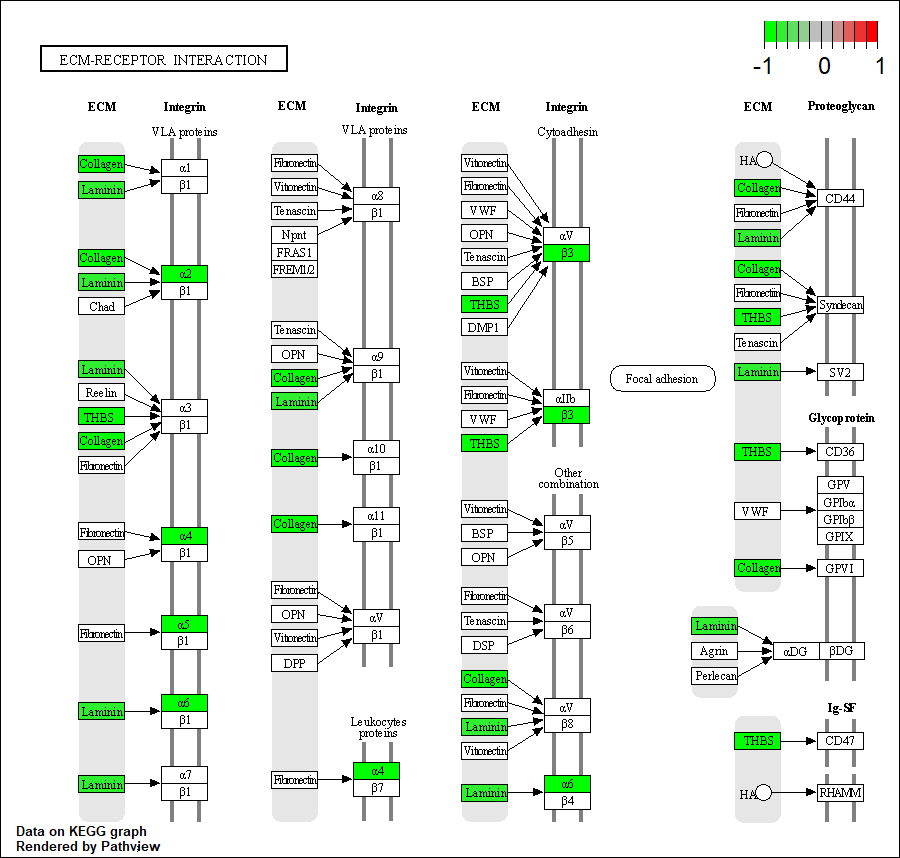 -1 0 1
ECM-RECEPTOR INTERACTION
ECM Integrin
VLA proteins
Collagen
Laminin
α1
β1
Collagen
Laminin
Chad
α2
β1
Laminin
Reelin
THBS
Collagen
Fibronectin
α3
β1
Fibronectin
OPN
α4
β1
Fibronectin
α5
β1
Laminin
α6
β1
Laminin
α7
β1
ECM Integrin
VLA proteins
Fibronectin
Vitronectin
Tenascin
Npnt
FRAS1
FREM1/2
α8
β1
Tenascin
OPN
Collagen
Laminin
α9
β1
Collagen
α10
β1
Collagen
α11
β1
Fibronectin
OPN
Vitronectin
DPP
αV
β1
Leukocytes
proteins
Fibronectin
α4
β7
ECM Integrin
Cytoadhesin
Vitronectin
Fibronectin
VWF
OPN
Tenascin
BSP
THBS
DMP1
αV
β3
Vitronectin
Fibronectin
VWF
THBS
αIIb
β3
Other
combination
Vitronectin
BSP
OPN
αV
β5
Fibronectin
Tenascin
DSP
αV
β6
Collagen
Fibronectin
Laminin
Vitronectin
αV
β8
Laminin
α6
β4
Focal adhesion
ECM Proteoglycan
HA
Collagen
Fibronectin
Laminin
CD44
Collagen
Fibronectin
THBS
Tenascin
Syndecan
Laminin
SV2
Glycoprotein
THBS
CD36
VWF
GPV
GPIbα
GPIbβ
GPIX
Collagen
GPVI
Laminin
Agrin
Perlecan
αDG βDG
Ig-SF
THBS
CD47
HA
RHAMM
Data on KEGG graph
Rendered by Pathview